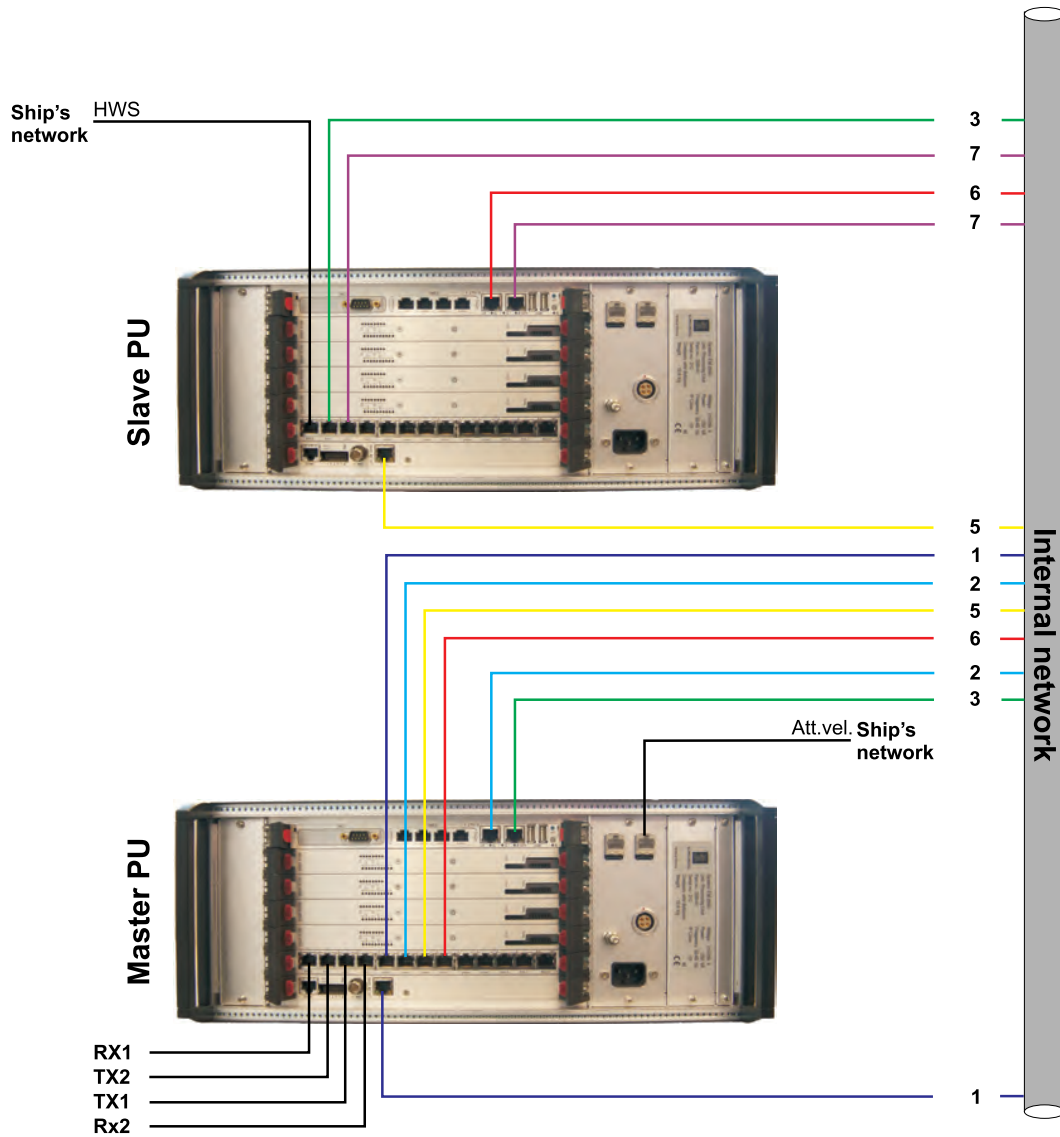 Ship's
network
HWS
3
7
6
7
Slave PU
5
1
2
5
6
2
3
Internal network
Att.vel.
Ship's
network
Master PU
RX1
TX2
TX1
Rx2
1